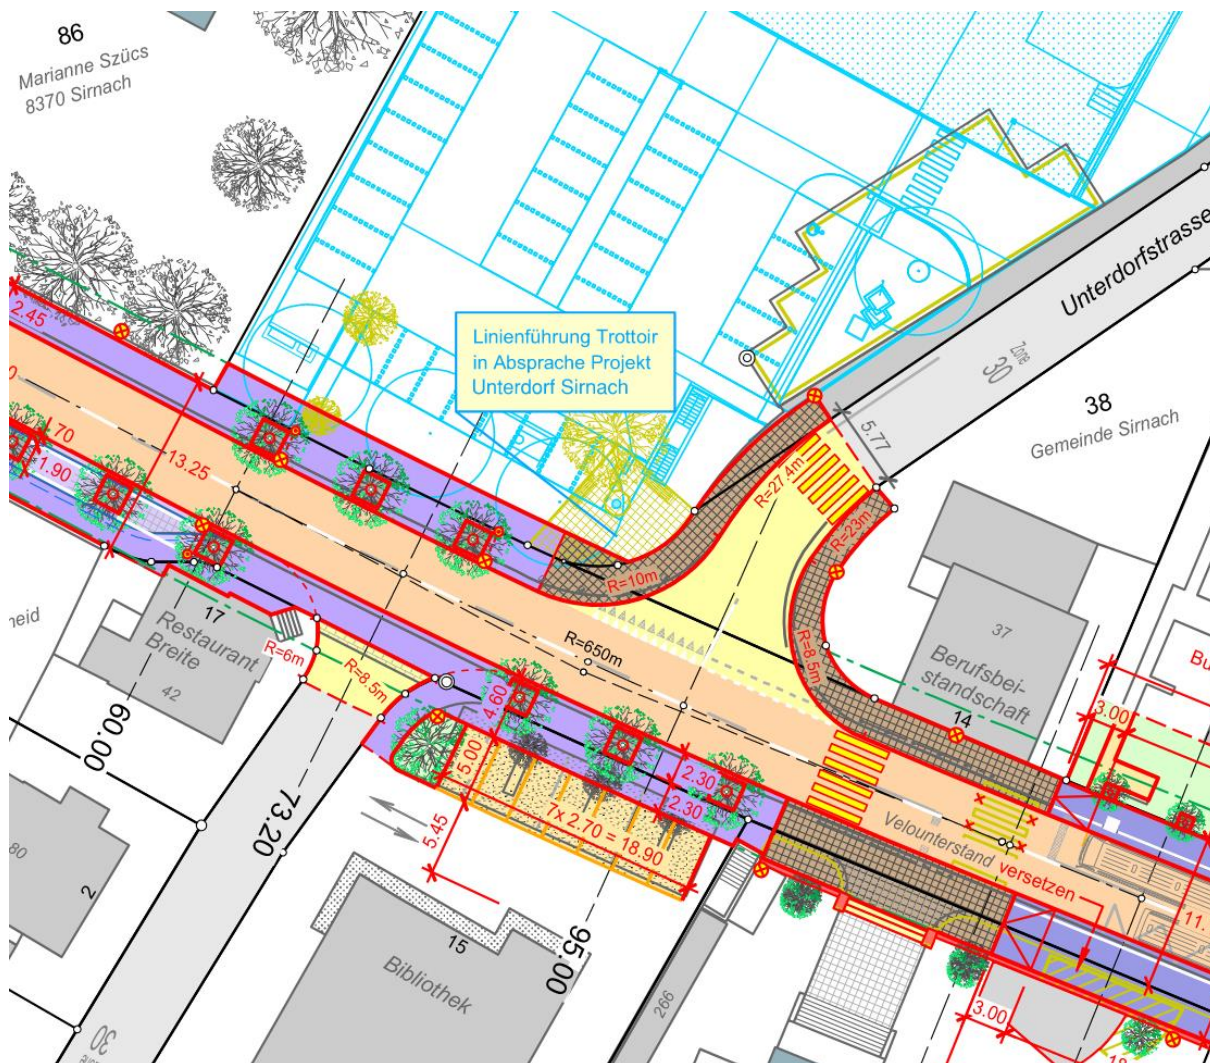 86
Marianne Szücs
8370 Sirnach
2.45
.70
1.90
13.25
Linienführung Trottoir
in Absprache Projekt
Unterdorf Sirnach
Unterdorfstrasse
Zone
30
38
Gemeinde Sirnach
5.77
R=27.4m
R=23m
R=10m
R=8.5m
R=650m
17
Restaurant
Breite
42
R=6m
R=8.5m
60.00
73.20
4.60
5.00
5.45
7x 2.70 = 18.90
2.30
2.30
37
Berufsbei-
standschaft
14
3.00
Bu
Velounterstand versetzen
11.
80
2
15
Bibliothek
95.00
266
3.00
30